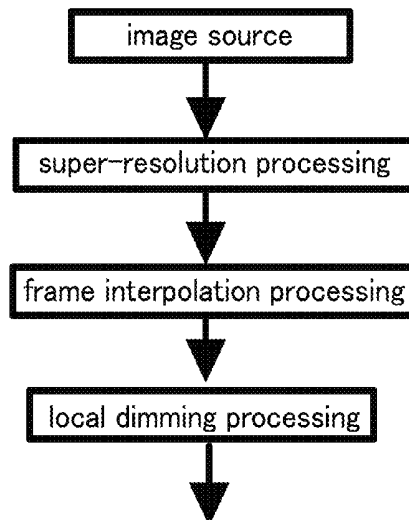 image source
super-resolution processing
frame interpolation processing
local dimming processing